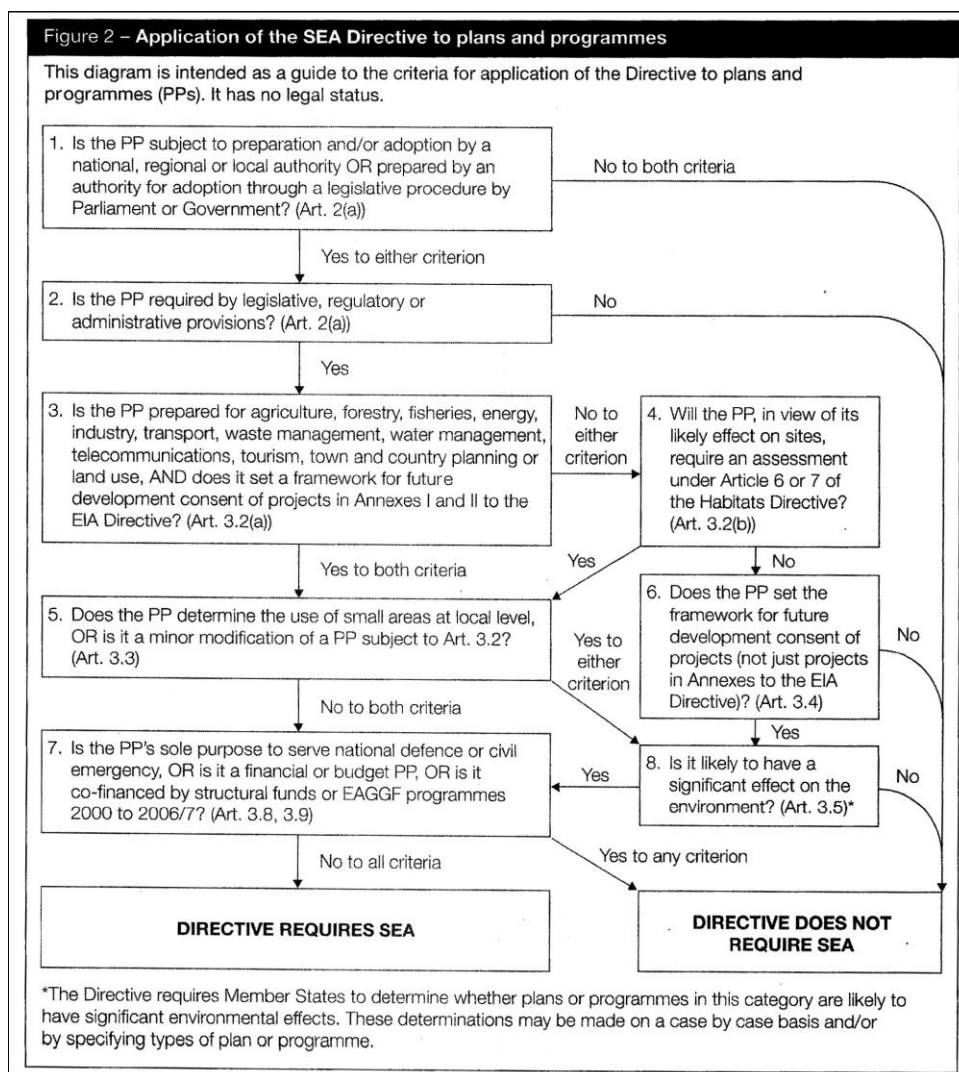 Figure 2 – Application of the SEA Directive to plans and programmes
This diagram is intended as a guide to the criteria for application of the Directive to plans and
programmes (PPs). It has no legal status.
1. Is the PP subject to preparation and/or adoption by a
national, regional or local authority OR prepared by an
authority for adoption through a legislative procedure by
Parliament or Government? (Art. 2(a))
No to both criteria
Yes to either criterion
2. Is the PP required by legislative, regulatory or
administrative provisions? (Art. 2(a))
No
Yes
3. Is the PP prepared for agriculture, forestry, fisheries, energy,
industry, transport, waste management, water management,
telecommunications, tourism, town and country planning or
land use, AND does it set a framework for future
development consent of projects in Annexes I and II to the
EIA Directive? (Art. 3.2(a))
No to
either
criterion
4. Will the PP, in view of its
likely effect on sites,
require an assessment
under Article 6 or 7 of
the Habitats Directive?
(Art. 3.2(b))
Yes to both criteria
Yes
No
5. Does the PP determine the use of small areas at local level,
OR is it a minor modification of a PP subject to Art. 3.2?
(Art. 3.3)
Yes to
either
criterion
6. Does the PP set the
framework for future
development consent of
projects (not just projects
in Annexes to the EIA
Directive)? (Art. 3.4)
No
No to both criteria
Yes
7. Is the PP's sole purpose to serve national defence or civil
emergency, OR is it a financial or budget PP, OR is it
co-financed by structural funds or EAGGF programmes
2000 to 2006/7? (Art. 3.8, 3.9)
Yes
8. Is it likely to have a
significant effect on the
environment? (Art. 3.5)*
No
No to all criteria
Yes to any criterion
DIRECTIVE REQUIRES SEA
DIRECTIVE DOES NOT
REQUIRE SEA
*The Directive requires Member States to determine whether plans or programmes in this category are likely to
have significant environmental effects. These determinations may be made on a case by case basis and/or
by specifying types of plan or programme.